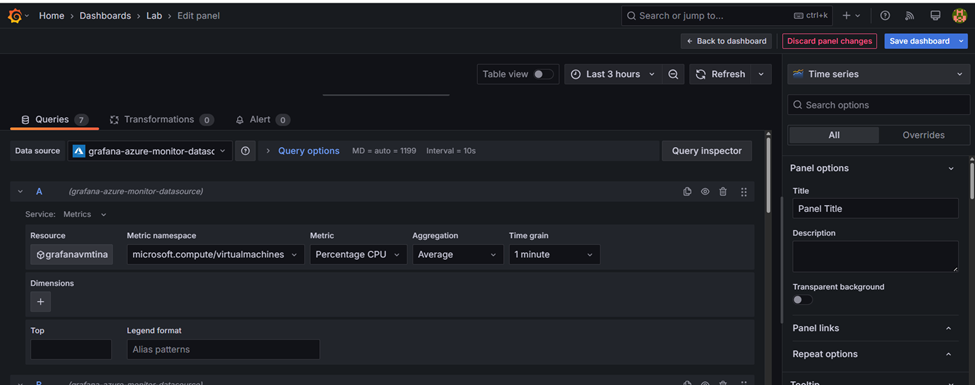 Home › Dashboards › Lab › Edit panel
Search or jump to... ctrl+k
Back to dashboard Discard panel changes Save dashboard
Table view Last 3 hours Refresh
Time series
Search options
Queries 7 Transformations 0 Alert 0
All Overrides
Data source grafana-azure-monitor-datasc Query options MD = auto = 1199 Interval = 10s Query inspector
Panel options
A (grafana-azure-monitor-datasource)
Title
Panel Title
Service: Metrics
Description
Resource Metric namespace Metric Aggregation Time grain
grafanavmtina microsoft.compute/virtualmachines Percentage CPU Average 1 minute
Dimensions
Transparent background
Top Legend format
Panel links
Alias patterns
Repeat options
B (grafana-azure-monitor-datasource)
Tooltip